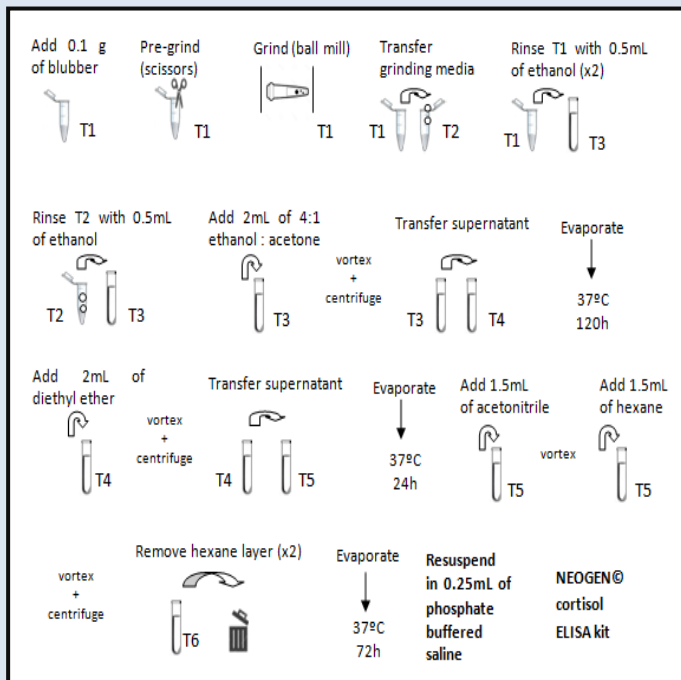 Add 0.1 g
of blubber
T1
Pre-grind
(scissors)
T1
Grind (ball mill)
T1
Transfer
grinding media
T1 T2
Rinse T1 with 0.5mL
of ethanol (x2)
T1 T3
Rinse T2 with 0.5mL
of ethanol
T2 T3
Add 2mL of 4:1
ethanol : acetone
T3
vortex
+
centrifuge
Transfer supernatant
T3 T4
Evaporate
37ºC
120h
Add 2mL of
diethyl ether
T4
vortex
+
centrifuge
Transfer supernatant
T4 T5
Evaporate
37ºC
24h
Add 1.5mL
of acetonitrile
T5
vortex
Add 1.5mL
of hexane
T5
vortex
+
centrifuge
Remove hexane layer (x2)
T6
Evaporate
37ºC
72h
Resuspend
in 0.25mL of
phosphate
buffered
saline
NEOGEN©
cortisol
ELISA kit